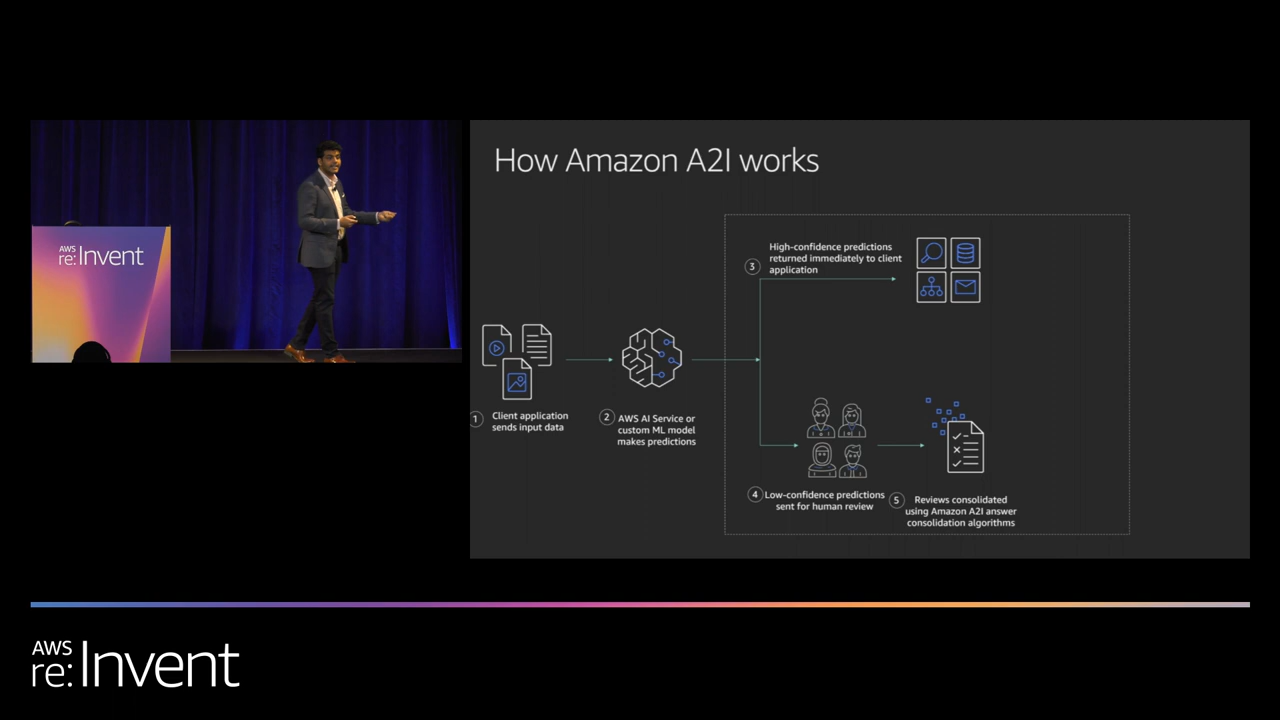 AWS
re:Invent
How Amazon A2I works
1
Client application
sends input data
2
AWS AI Service or
custom ML model
makes predictions
3
High-confidence predictions
returned immediately to client
application
4
Low-confidence predictions
sent for human review
5
Reviews consolidated
using Amazon A2I answer
consolidation algorithms
AWS
re:Invent